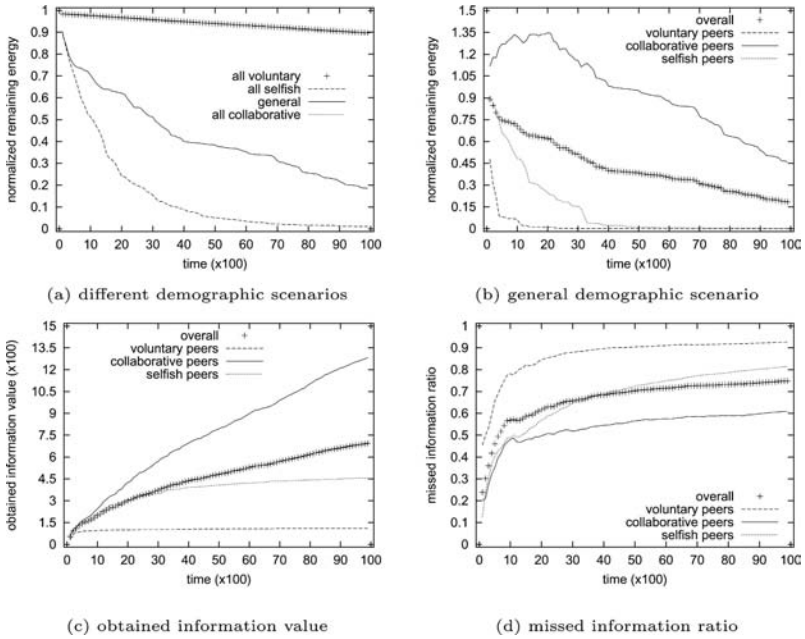 normalized remaining energy
1
0.9
0.8
0.7
0.6
0.5
0.4
0.3
0.2
0.1
0
all voluntary
all selfish
general
all collaborative
0 10 20 30 40 50 60 70 80 90 100
time (x100)
(a) different demographic scenarios
normalized remaining energy
1.5
1.35
1.2
1.05
0.9
0.75
0.6
0.45
0.3
0.15
0
overall
voluntary peers
collaborative peers
selfish peers
0 10 20 30 40 50 60 70 80 90 100
time (x100)
(b) general demographic scenario
obtained information value (x100)
15
13.5
12
10.5
9
7.5
6
4.5
3
1.5
0
overall
voluntary peers
collaborative peers
selfish peers
0 10 20 30 40 50 60 70 80 90 100
time (x100)
(c) obtained information value
missed information ratio
1
0.9
0.8
0.7
0.6
0.5
0.4
0.3
0.2
0.1
0
overall
voluntary peers
collaborative peers
selfish peers
0 10 20 30 40 50 60 70 80 90 100
time (x100)
(d) missed information ratio